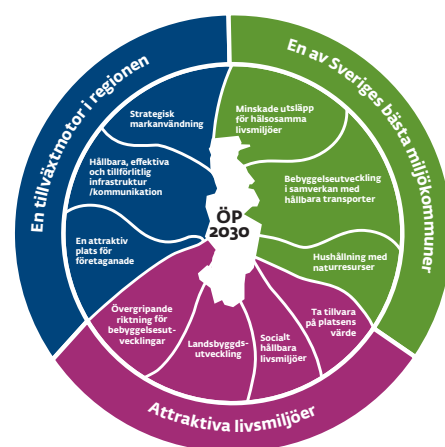 En tillväxtmotor i regionen
En av Sveriges bästa miljökommuner
Strategisk
markanvändning
Minskade utsläpp
för hälsosamma
livsmiljöer
Hållbara, effektiva
och tillförlitlig
infrastruktur
/kommunikation
Bebyggelseutveckling
i samverkan med
hållbara transporter
ÖP
2030
En attraktiv
plats för
företaganade
Hushållning med
naturresurser
Övergripande
riktning för
bebyggelsesut-
vecklingar
Landsbyggds-
utveckling
Socialt
hållbara
livsmiljöer
Ta tillvara
på platsens
värde
Attraktiva livsmiljöer